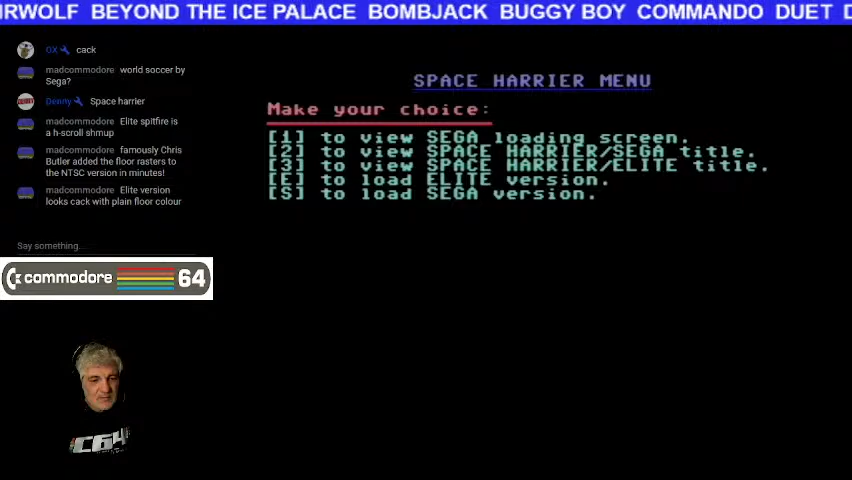 IRWOLF BEYOND THE ICE PALACE BOMBJACK BUGGY BOY COMMANDO DUET D
OX cack
madcommodore world soccer by
Sega?
Denny Space harrier
madcommodore Elite spitfire is
a h-scroll shmup
madcommodore famously Chris
Butler added the floor rasters to
the NTSC version in minutes!
madcommodore Elite version
looks cack with plain floor colour
Say something...
commodore 64
C64
SPACE HARRIER MENU
Make your choice:
[1] to view SEGA loading screen.
[2] to view SPACE HARRIER/SEGA title.
[3] to view SPACE HARRIER/ELITE title.
[E] to load ELITE version.
[S] to load SEGA version.